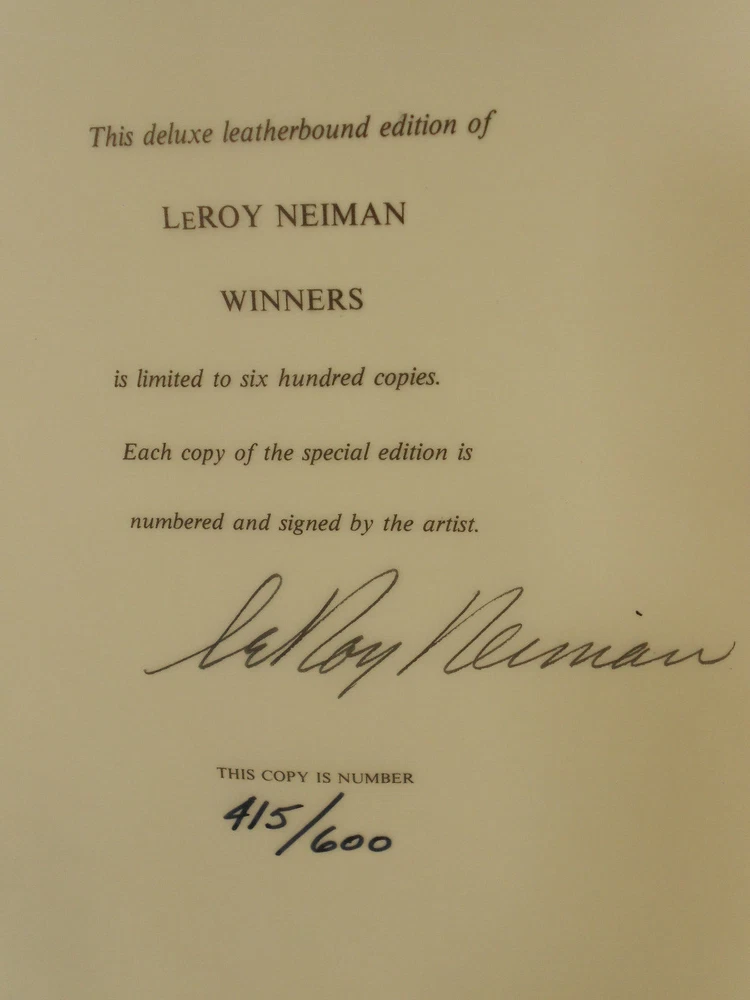 This deluxe leatherbound edition of
LEROY NEIMAN
WINNERS
is limited to six hundred copies.
Each copy of the special edition is
numbered and signed by the artist.
LeRoy Neiman
THIS COPY IS NUMBER
415/600